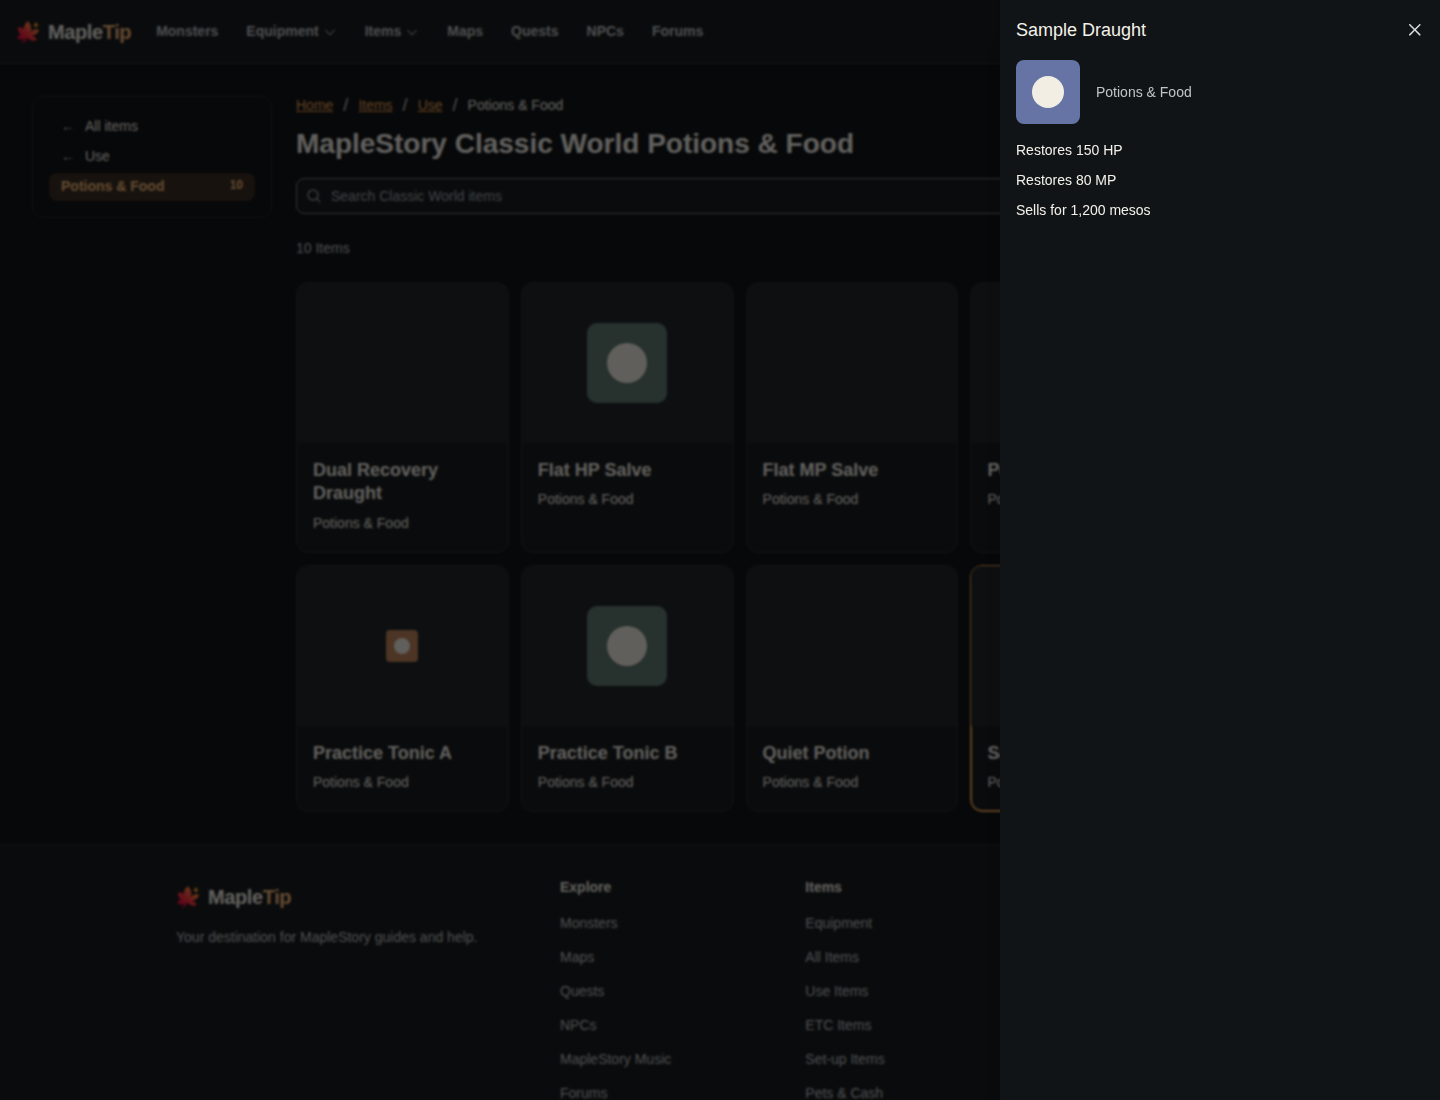 MapleTip
Monsters
Equipment
Items
Maps
Quests
NPCs
Forums
← All items
← Use
Potions & Food 10
Home / Items / Use / Potions & Food
MapleStory Classic World Potions & Food
Search Classic World items
10 Items
Dual Recovery
Draught
Potions & Food
Flat HP Salve
Potions & Food
Flat MP Salve
Potions & Food
Practice Tonic A
Potions & Food
Practice Tonic B
Potions & Food
Quiet Potion
Potions & Food
MapleTip
Your destination for MapleStory guides and help.
Explore
Monsters
Maps
Quests
NPCs
MapleStory Music
Forums
Items
Equipment
All Items
Use Items
ETC Items
Set-up Items
Pets & Cash
Sample Draught
Potions & Food
Restores 150 HP
Restores 80 MP
Sells for 1,200 mesos